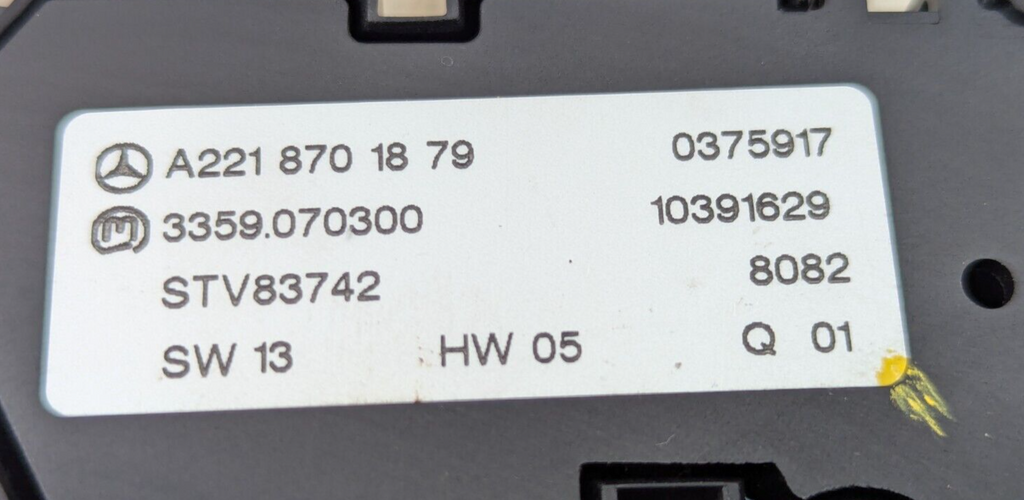 A221 870 18 79 0375917
3359.070300 10391629
STV83742 8082
SW 13 HW 05 Q 01